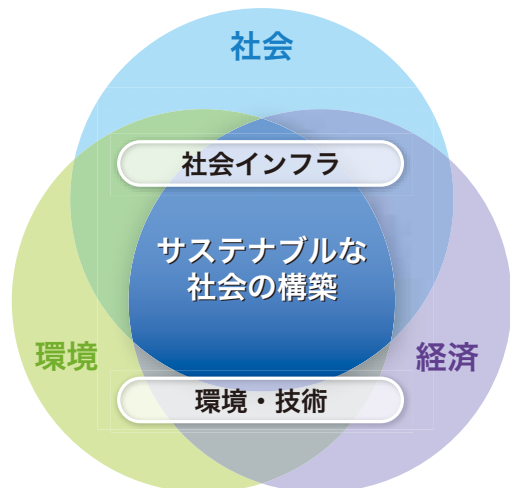 社会
社会インフラ
サステナブルな
社会の構築
環境
経済
環境・技術